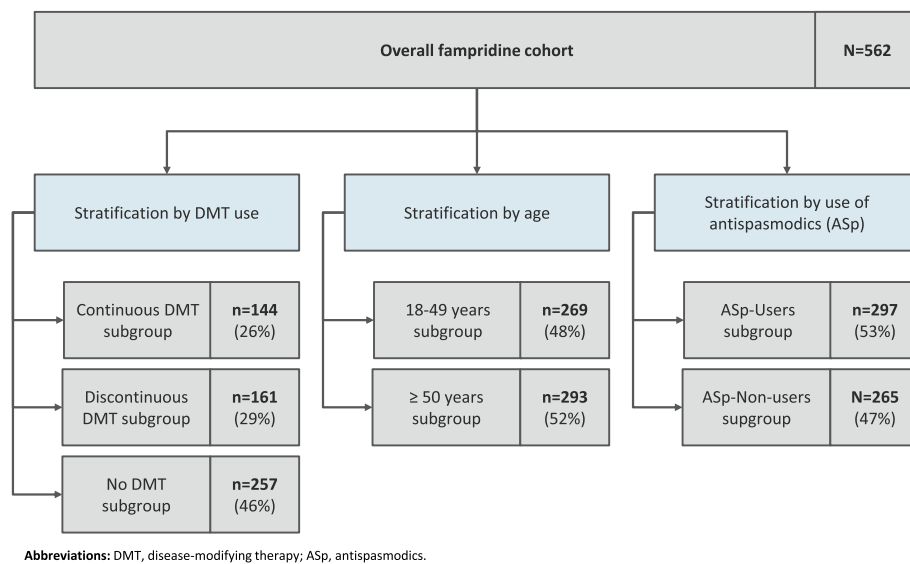 Overall fampridine cohort
N=562
Stratification by DMT use
Stratification by age
Stratification by use of
antispasmodics (ASp)
Continuous DMT
subgroup
n=144
(26%)
18-49 years
subgroup
n=269
(48%)
ASp-Users
subgroup
n=297
(53%)
Discontinuous
DMT subgroup
n=161
(29%)
≥ 50 years
subgroup
n=293
(52%)
ASp-Non-users
supgroup
N=265
(47%)
No DMT
subgroup
n=257
(46%)
Abbreviations: DMT, disease-modifying therapy; ASp, antispasmodics.